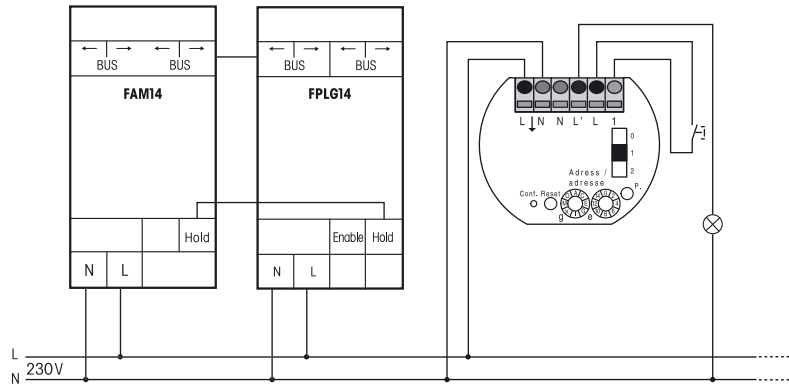 BUS BUS
FAM14
Hold
N L
BUS BUS
FPLG14
Enable Hold
N L
L N N L' L 1
0
1
2
Adress /
adresse
P.
Conf. Reset
g e
L
230V
N